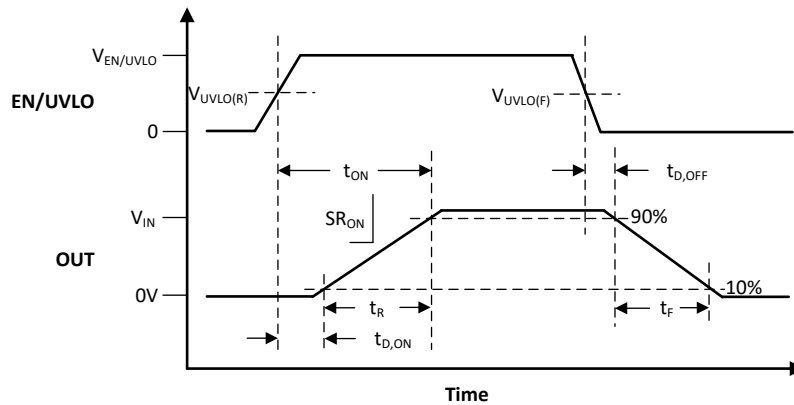 V_EN/UVLO
EN/UVLO
V_UVLO(R)
V_UVLO(F)
0
t_ON
t_D,OFF
V_IN
SR_ON
90%
OUT
0V
10%
t_R
t_F
t_D,ON
Time